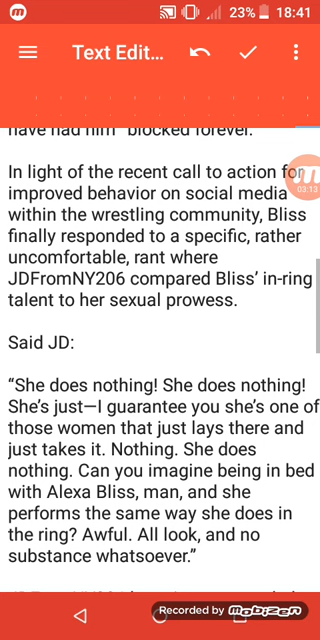 23% 18:41
Text Edit...
have had him "blocked forever."
In light of the recent call to action for
03:13
improved behavior on social media
within the wrestling community, Bliss
finally responded to a specific, rather
uncomfortable, rant where
JDFromNY206 compared Bliss’ in-ring
talent to her sexual prowess.
Said JD:
“She does nothing! She does nothing!
She’s just—I guarantee you she’s one of
those women that just lays there and
just takes it. Nothing. She does
nothing. Can you imagine being in bed
with Alexa Bliss, man, and she
performs the same way she does in
the ring? Awful. All look, and no
substance whatsoever.”
Recorded by mobizen